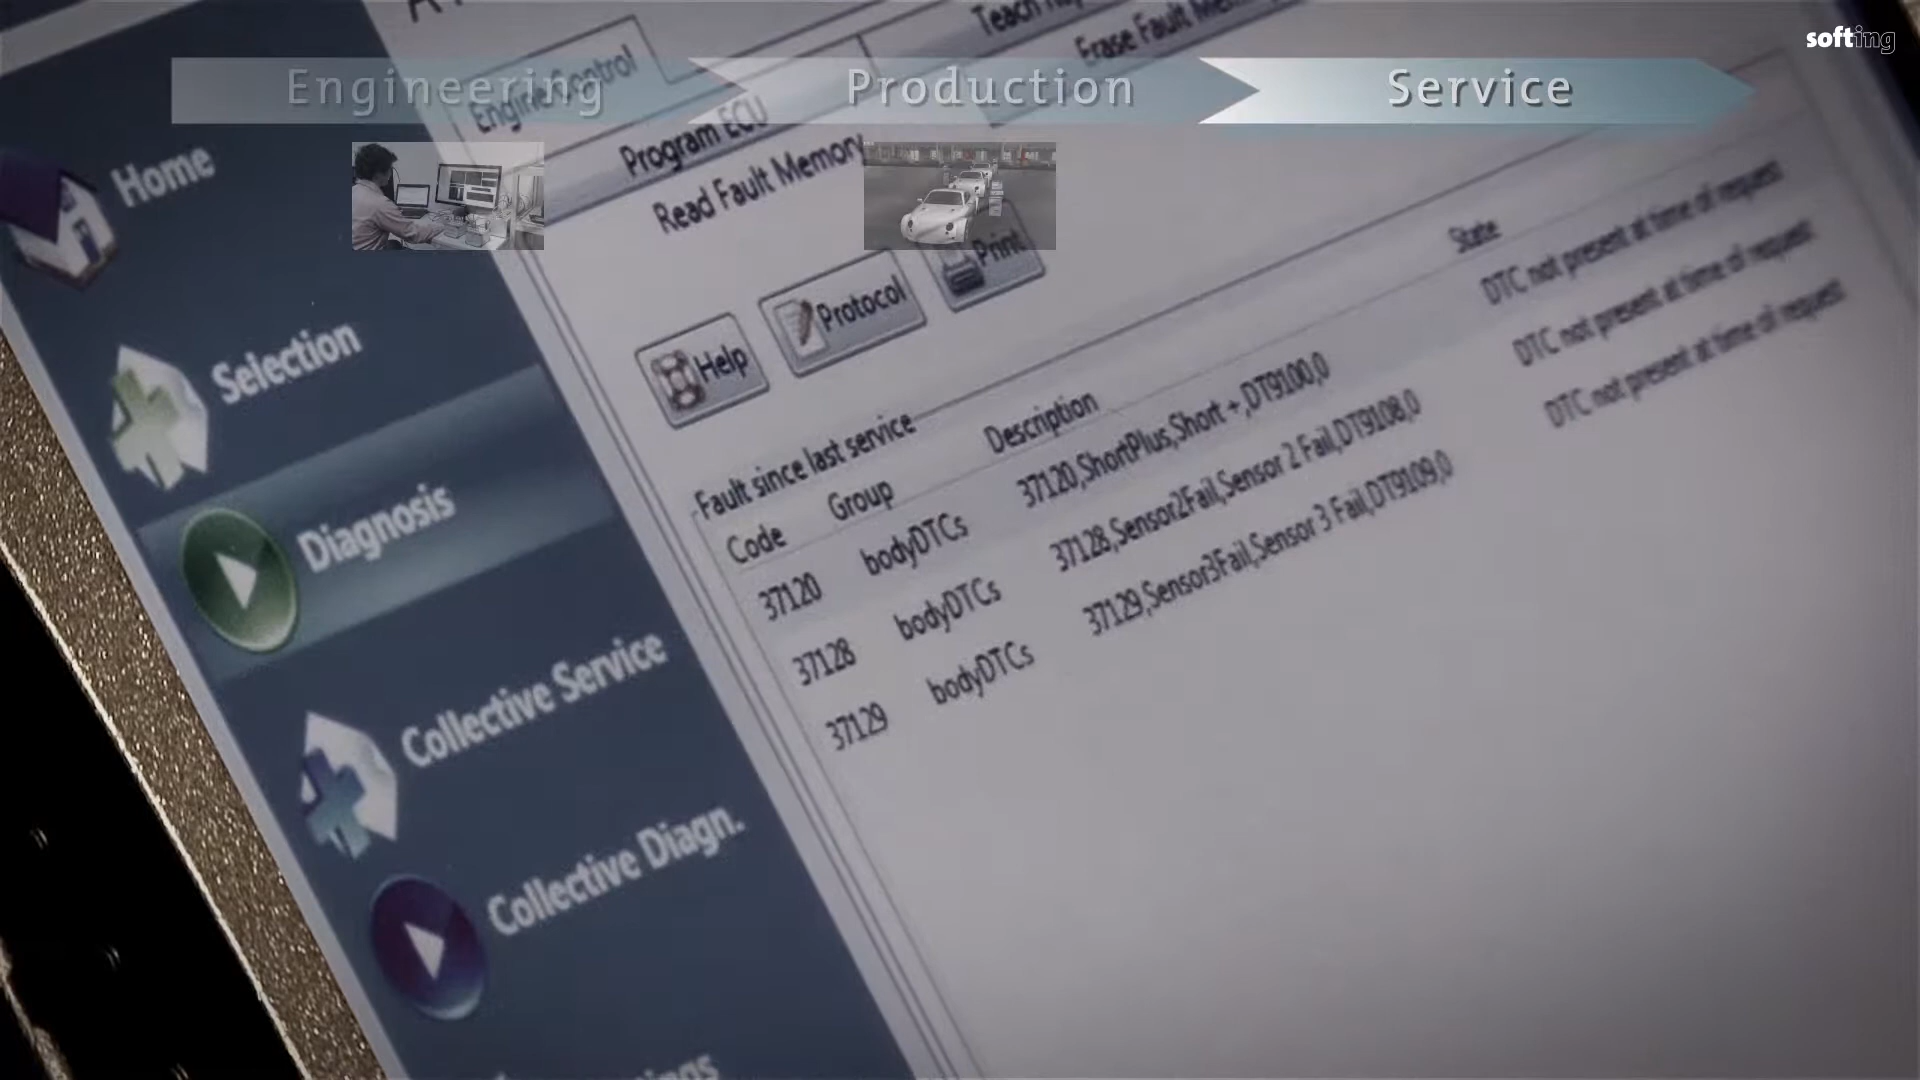 softing
Engineering
Production
Service
Engine Control
Program ECU
Read Fault Memory
Erase Fault
Home
Selection
Diagnosis
Collective Service
Collective Diagn.
Help
Protocol
Print
Fault since last service
Code Group Description State
37120 bodyDTCs 37120,ShortPlus,Short +,DT9100,0 DTC not present at time of request
37128 bodyDTCs 37128,Sensor2Fail,Sensor 2 Fail,DT9108,0 DTC not present at time of request
37129 bodyDTCs 37129,Sensor3Fail,Sensor 3 Fail,DT9109,0 DTC not present at time of request